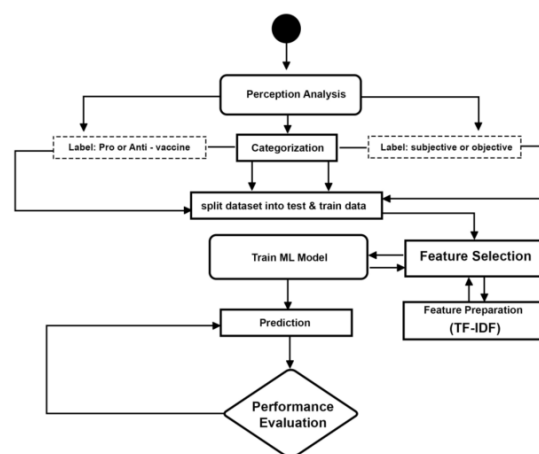 Perception Analysis
Label: Pro or Anti - vaccine
Categorization
Label: subjective or objective
split dataset into test & train data
Train ML Model
Feature Selection
Feature Preparation
(TF-IDF)
Prediction
Performance
Evaluation